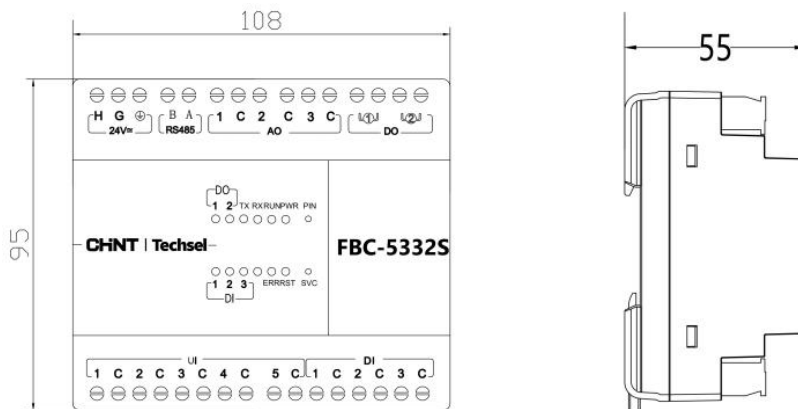 108
55
95
H G 1 C 2 C 3 C 1 2
24V B A
RS485 AO DO
DO
1 2 TX RX RUN PWR PIN
CHNT | Techsel
FBC-5332S
1 2 3 ERR RST SVC
DI
UI DI
1 C 2 C 3 C 4 C 5 C 1 C 2 C 3 C